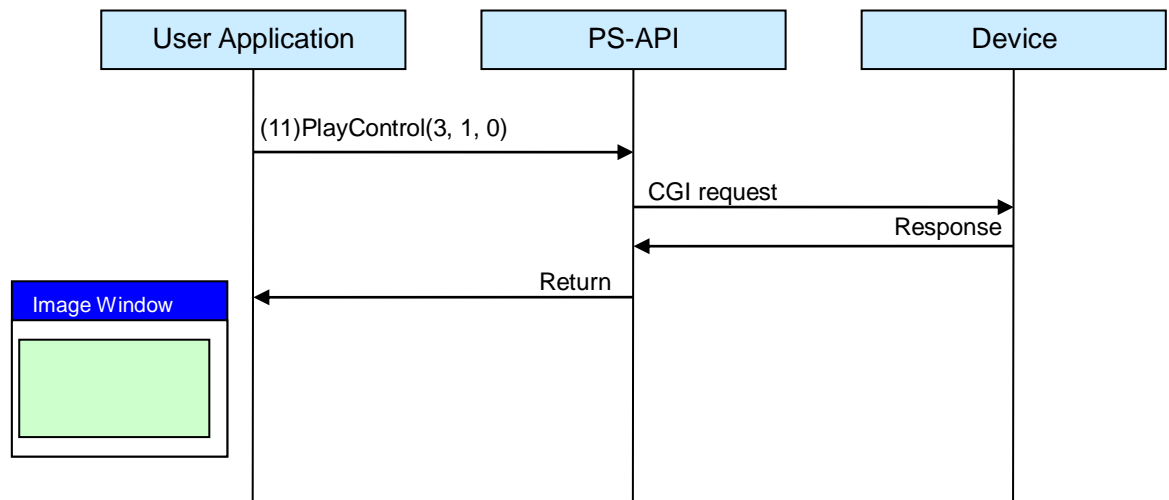 User Application
PS-API
Device
(11)PlayControl(3, 1, 0)
CGI request
Response
Return
Image Window